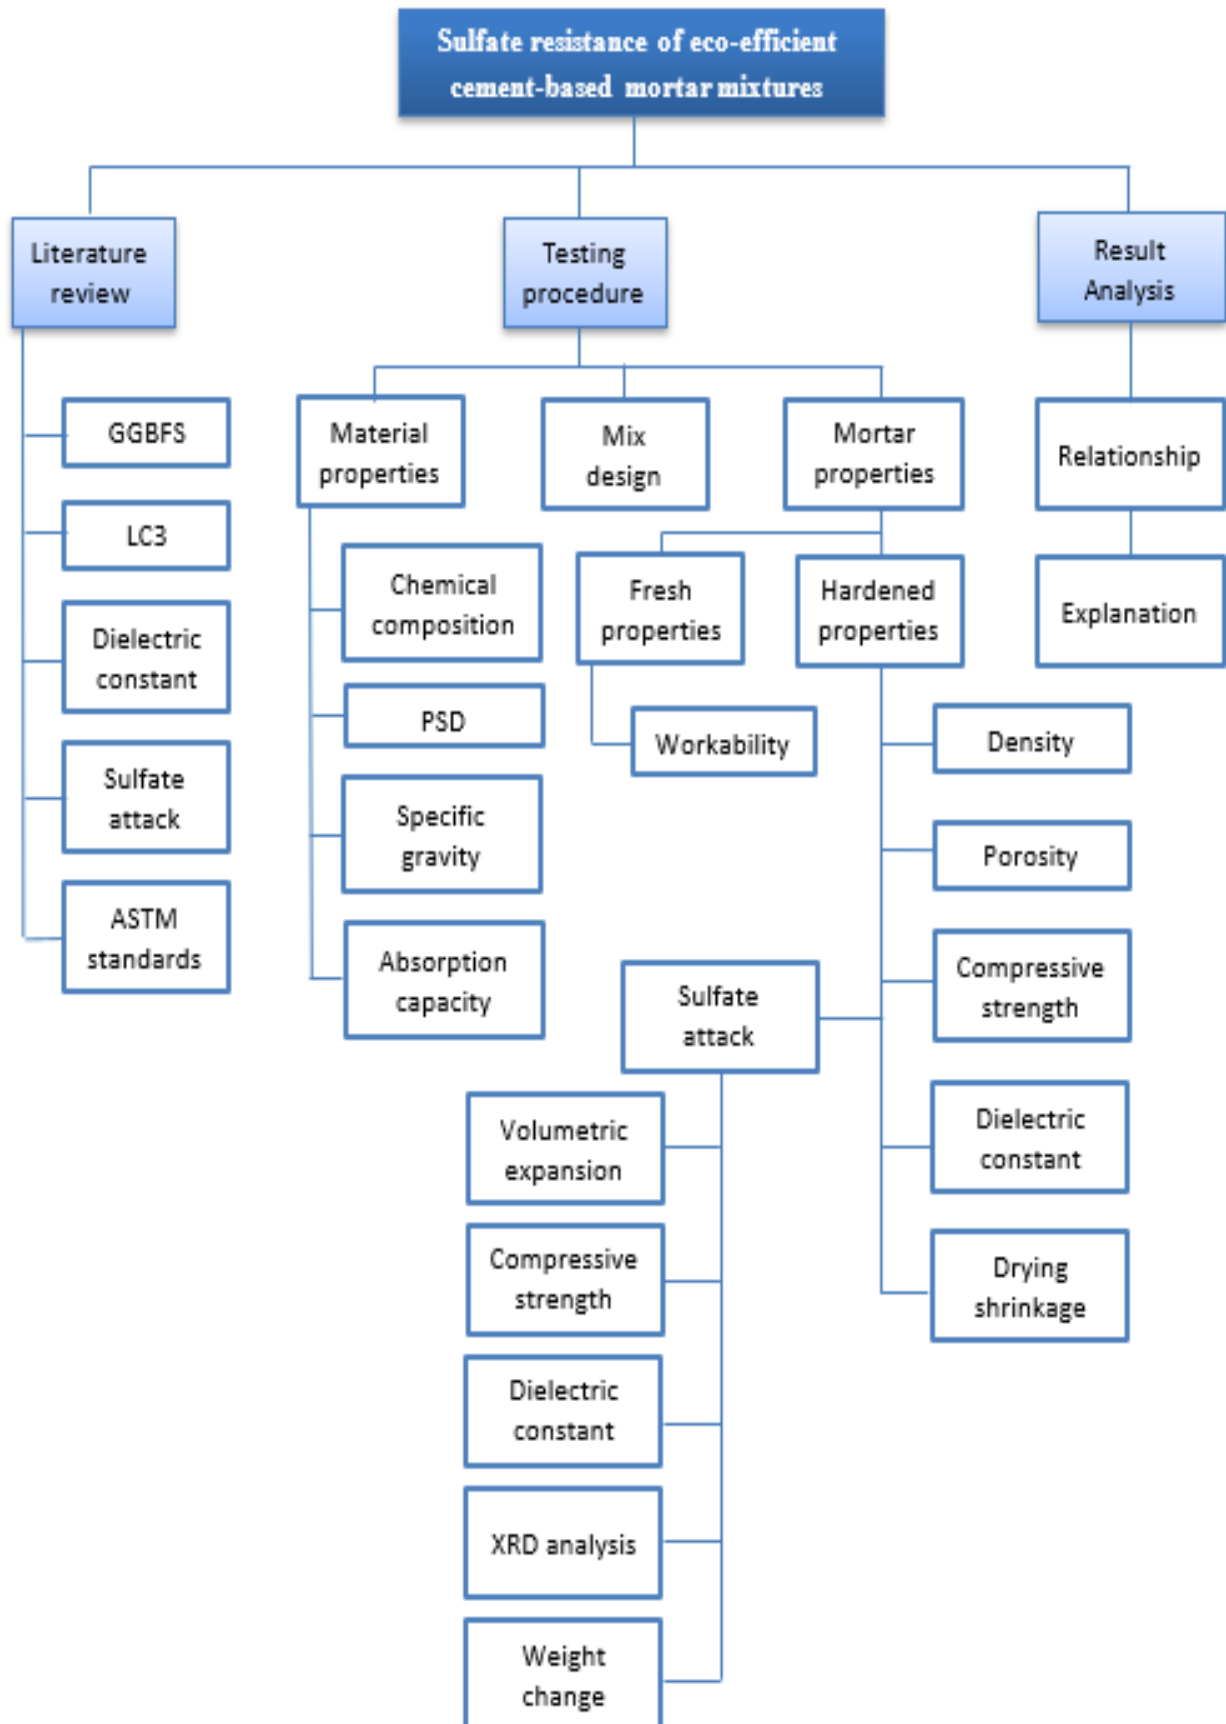 Sulfate resistance of eco-efficient
cement-based mortar mixtures
Literature
review
Testing
procedure
Result
Analysis
GGBFS
LC3
Dielectric
constant
Sulfate
attack
ASTM
standards
Material
properties
Mix
design
Mortar
properties
Relationship
Explanation
Chemical
composition
PSD
Specific
gravity
Absorption
capacity
Fresh
properties
Hardened
properties
Workability
Density
Porosity
Compressive
strength
Dielectric
constant
Drying
shrinkage
Sulfate
attack
Volumetric
expansion
Compressive
strength
Dielectric
constant
XRD analysis
Weight
change